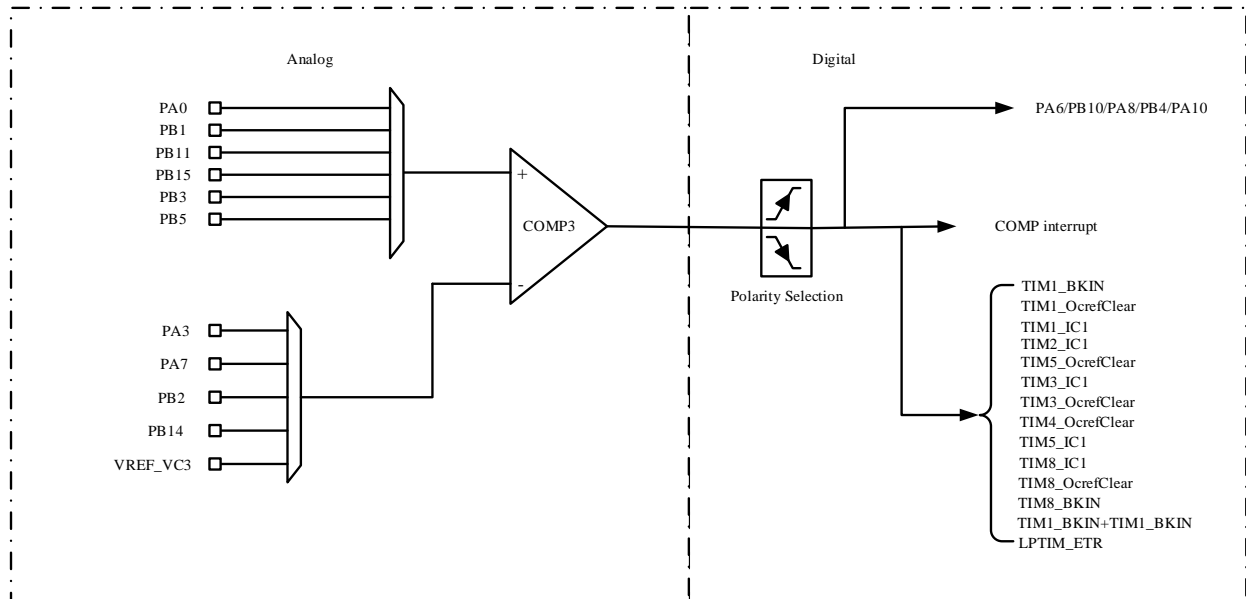 Analog
Digital
PA0
PB1
PB11
PB15
PB3
PB5
+
COMP3
-
PA3
PA7
PB2
PB14
VREF_VC3
Polarity Selection
PA6/PB10/PA8/PB4/PA10
COMP interrupt
TIM1_BKIN
TIM1_OcrefClear
TIM1_IC1
TIM2_IC1
TIM5_OcrefClear
TIM3_IC1
TIM3_OcrefClear
TIM4_OcrefClear
TIM5_IC1
TIM8_IC1
TIM8_OcrefClear
TIM8_BKIN
TIM1_BKIN+TIM1_BKIN
LPTIM_ETR